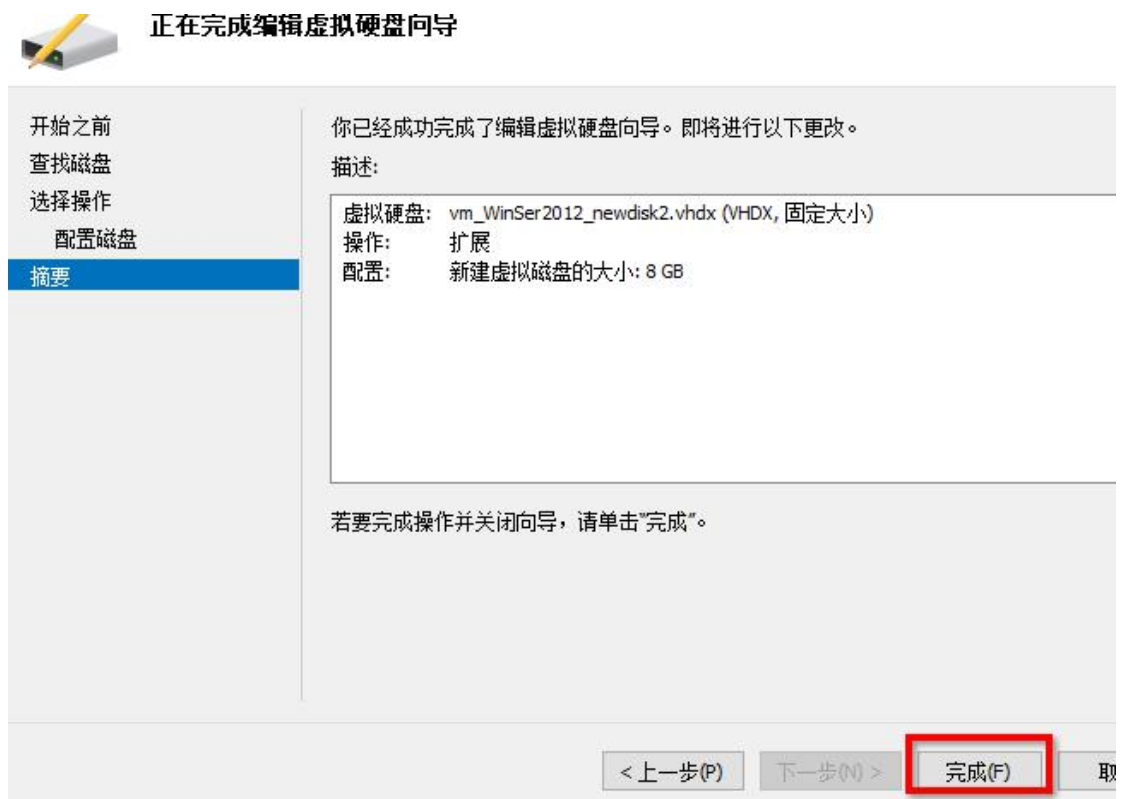 正在完成编辑虚拟硬盘向导
开始之前
查找磁盘
选择操作
配置磁盘
摘要
你已经成功完成了编辑虚拟硬盘向导。即将进行以下更改。
描述:
虚拟硬盘: vm_WinSer2012_newdisk2.vhdx (VHDX, 固定大小)
操作: 扩展
配置: 新建虚拟磁盘的大小: 8 GB
若要完成操作并关闭向导，请单击"完成"。
<上一步(P) 下一步(N) > 完成(F) 取